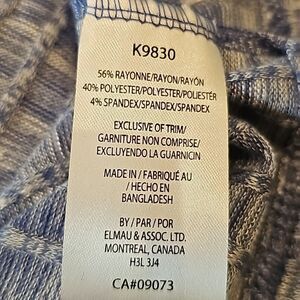 K9830
56% RAYONNE/RAYON/RAYÓN
40% POLYESTER/POLYESTER/POLIESTÉR
4% SPANDEX/SPANDEX/SPANDEX
EXCLUSIVE OF TRIM/
GARNITURE NON COMPRISE/
EXCLUYENDO LA GUARNICIN
MADE IN / FABRIQUÉ AU
/ HECHO EN
BANGLADESH
BY / PAR / POR
ELMAU & ASSOC. LTD.
MONTREAL, CANADA
H3L 3J4
CA#09073